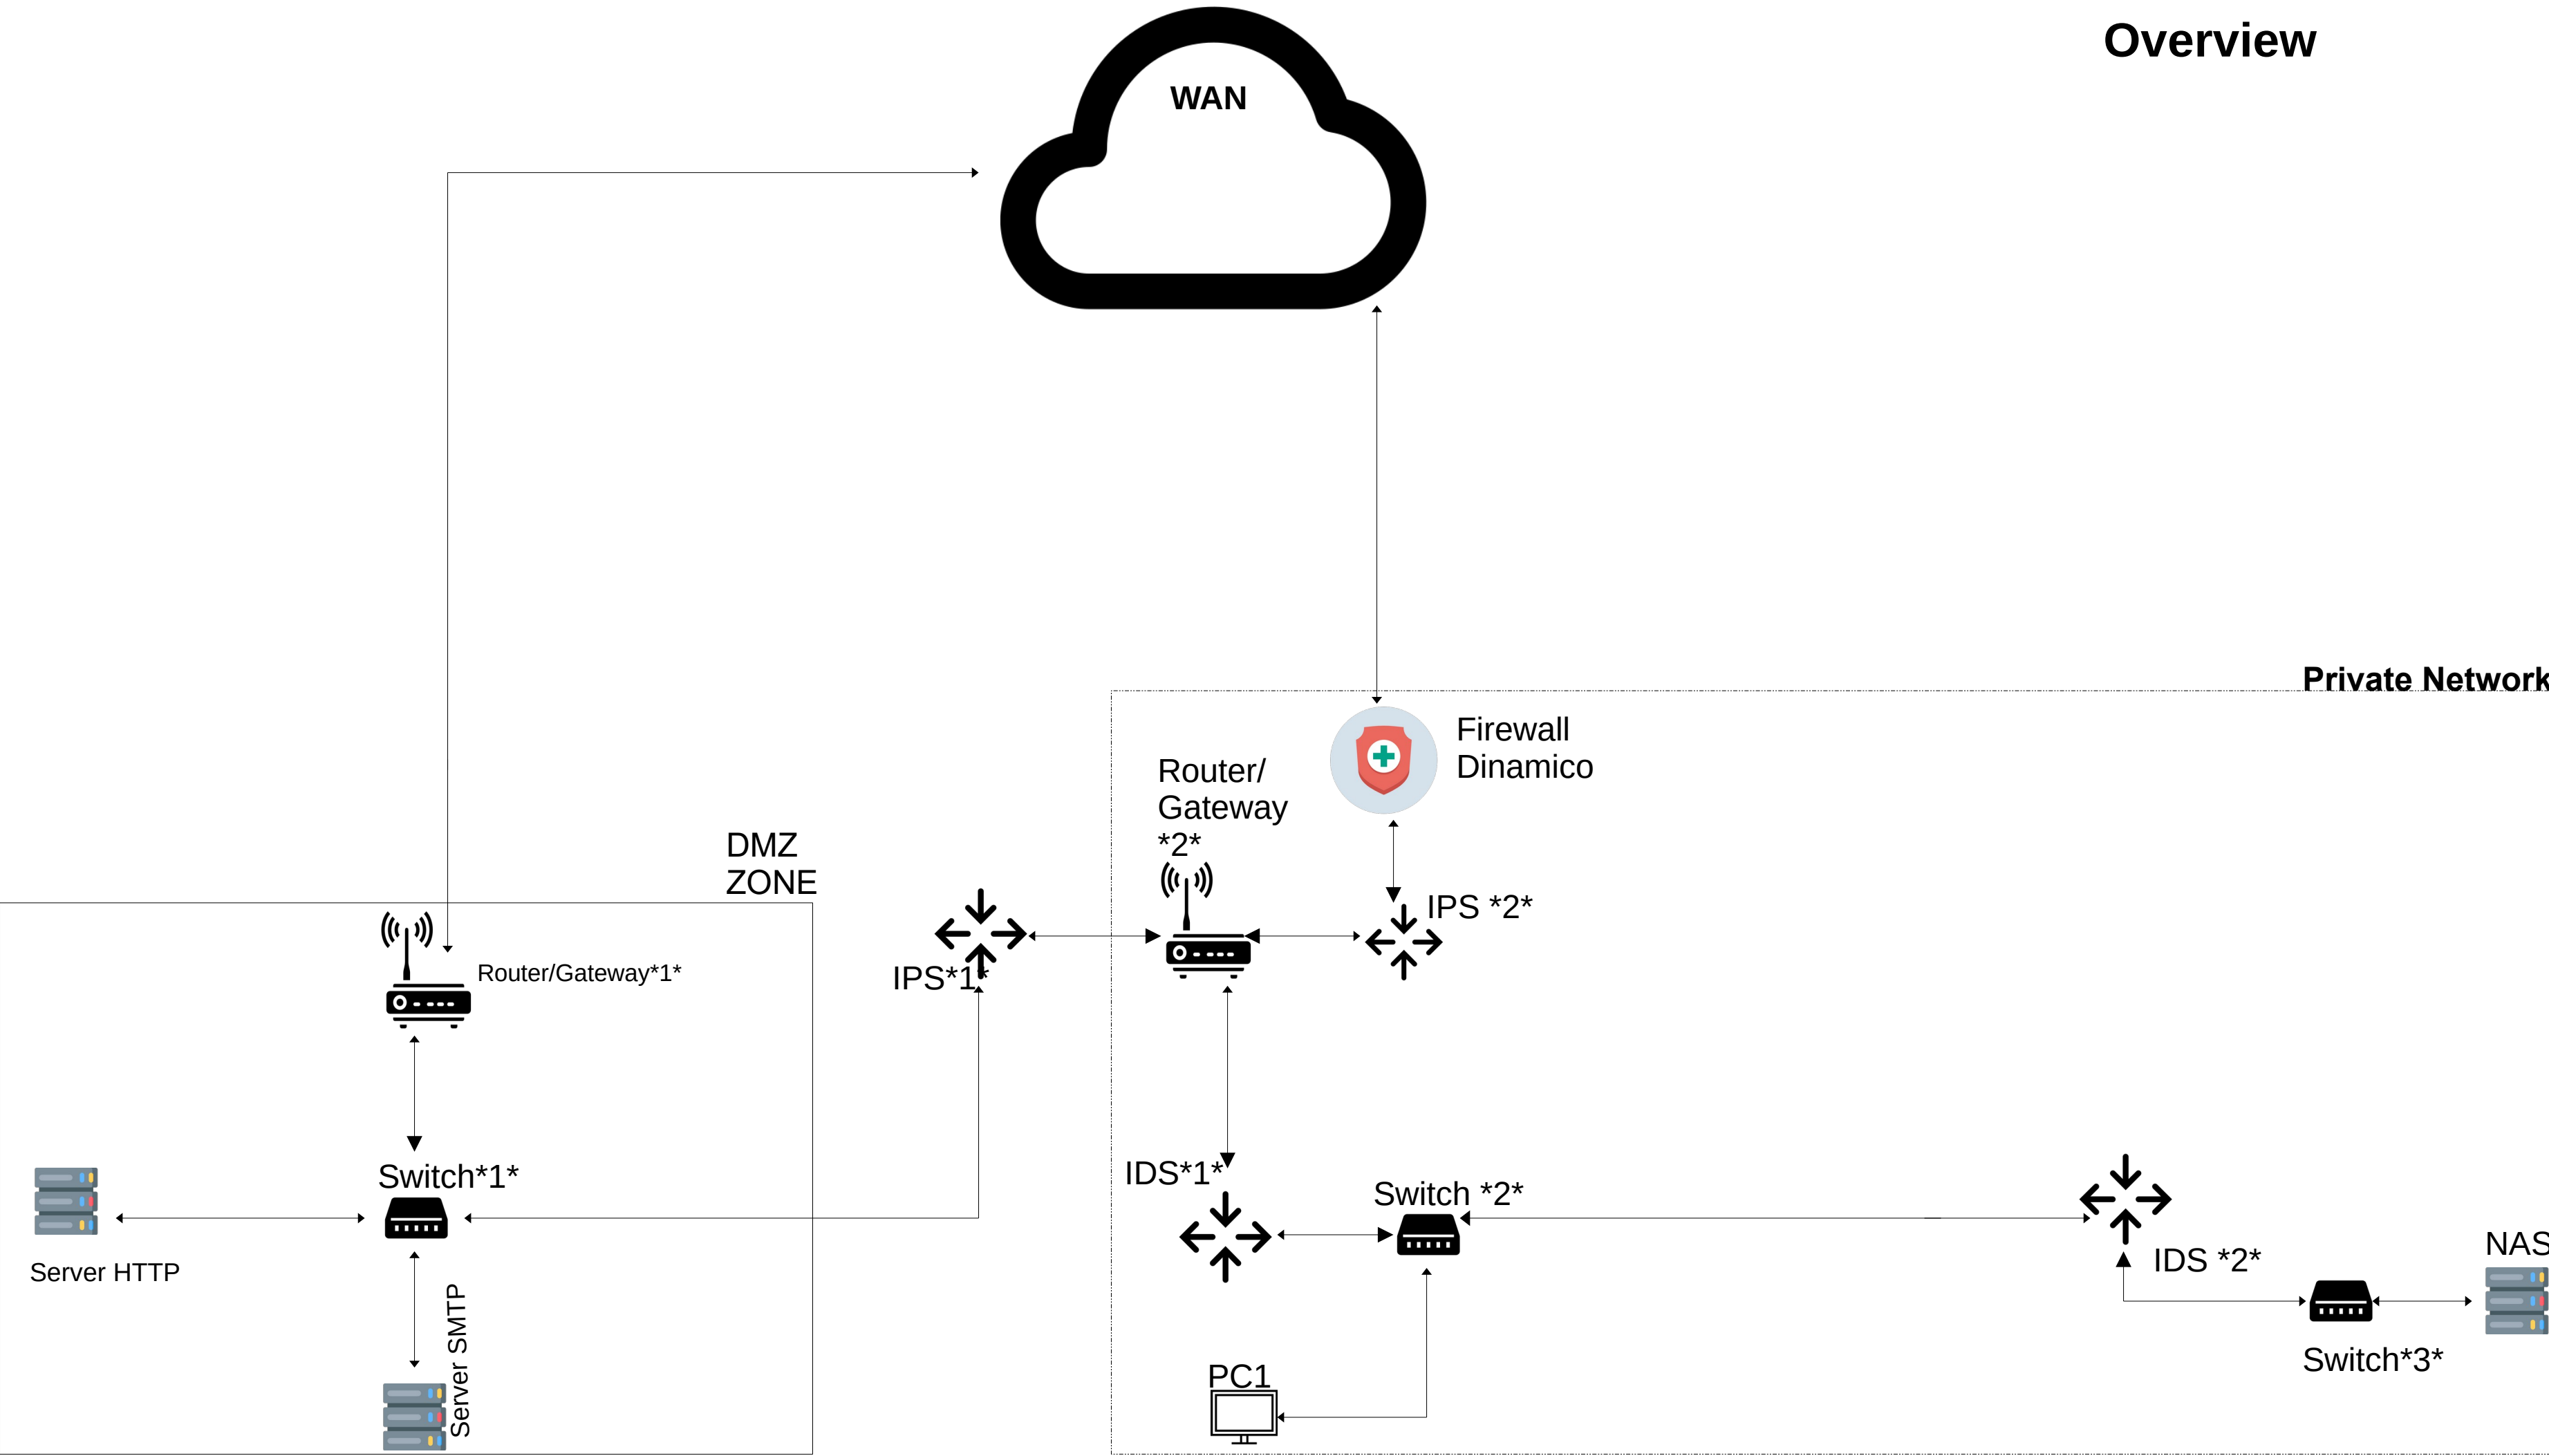 Overview
WAN
Private Network
Firewall
Dinamico
Router/
Gateway
*2*
DMZ
ZONE
IPS *2*
IPS*1*
Router/Gateway*1*
Switch*1*
IDS*1*
Switch *2*
IDS *2*
NAS
Server HTTP
Server SMTP
Switch*3*
PC1